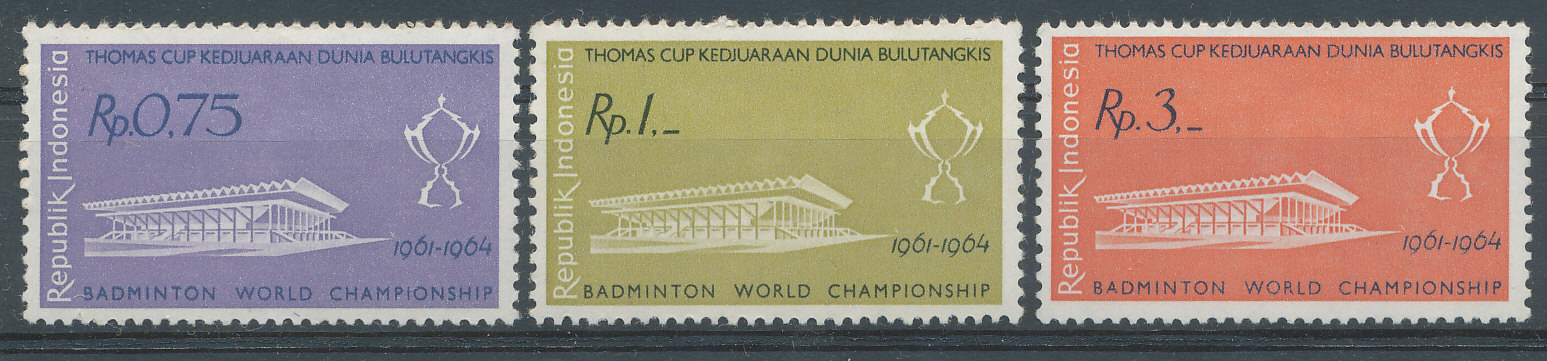 THOMAS CUP KEDJUARAAN DUNIA BULUTANGKIS
Rp.0,75
Republik Indonesia
1961-1964
BADMINTON WORLD CHAMPIONSHIP
THOMAS CUP KEDJUARAAN DUNIA BULUTANGKIS
Rp.1,-
Republik Indonesia
1961-1964
BADMINTON WORLD CHAMPIONSHIP
THOMAS CUP KEDJUARAAN DUNIA BULUTANGKIS
Rp.3,-
Republik Indonesia
1961-1964
BADMINTON WORLD CHAMPIONSHIP